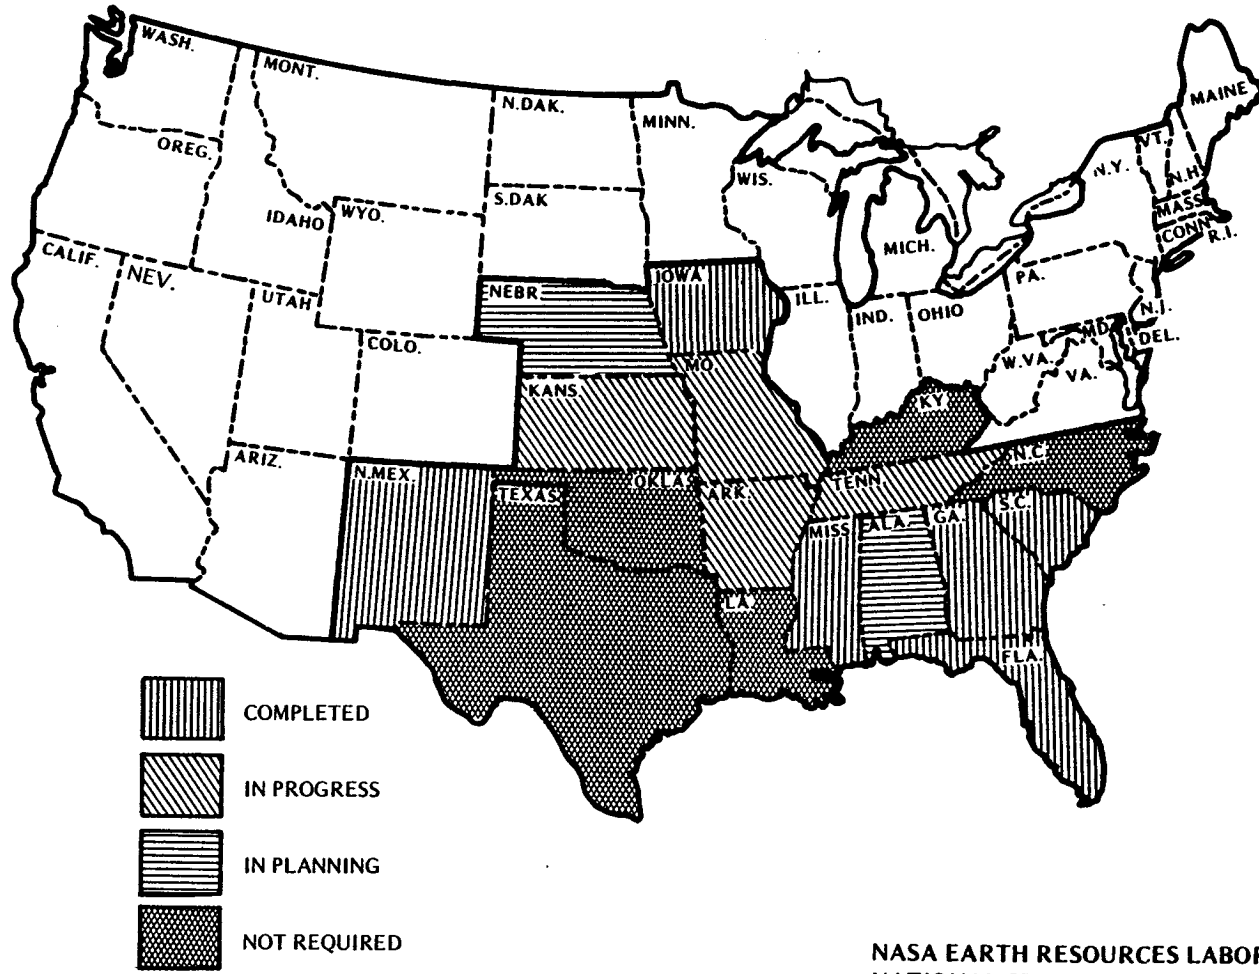 WASH.
MONT.
N.DAK.
MINN.
MAINE
OREG.
VT.
N.Y.
N.H.
WIS.
S.DAK
IDAHO
WYO.
MASS
CONN
R.I.
MICH.
CALIF.
NEV.
UTAH
NEBR
IOWA
ILL.
IND.
OHIO
PA.
N.J.
MD.
DEL.
COLO.
W.VA.
VA.
MO.
KANS.
KY.
ARIZ.
N.MEX.
TEXAS
OKLA.
ARK.
TENN.
N.C.
S.C.
MISS
ALA.
GA.
LA.
FLA.
COMPLETED
IN PROGRESS
IN PLANNING
NOT REQUIRED
NASA EARTH RESOURCES LABOR